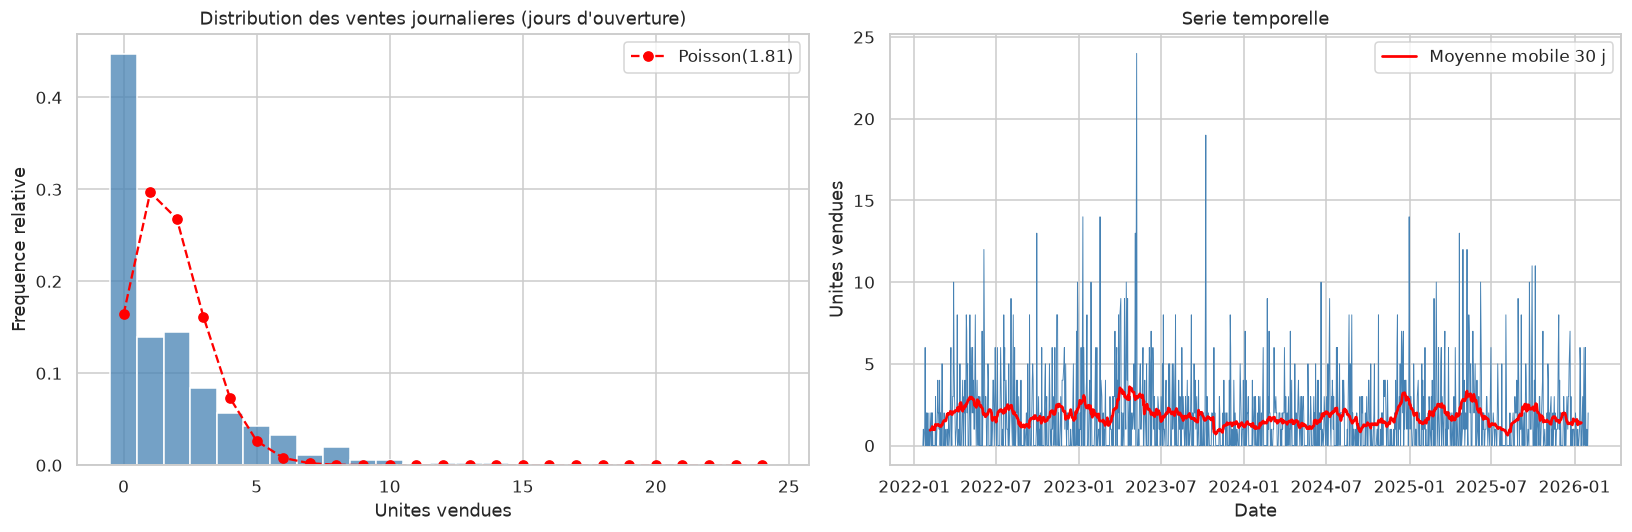 Distribution des ventes journalieres (jours d'ouverture)
Poisson(1.81)
Frequence relative
0.4
0.3
0.2
0.1
0.0
0 5 10 15 20 25
Unites vendues
Serie temporelle
Moyenne mobile 30 j
Unites vendues
25
20
15
10
5
0
2022-01 2022-07 2023-01 2023-07 2024-01 2024-07 2025-01 2025-07 2026-01
Date